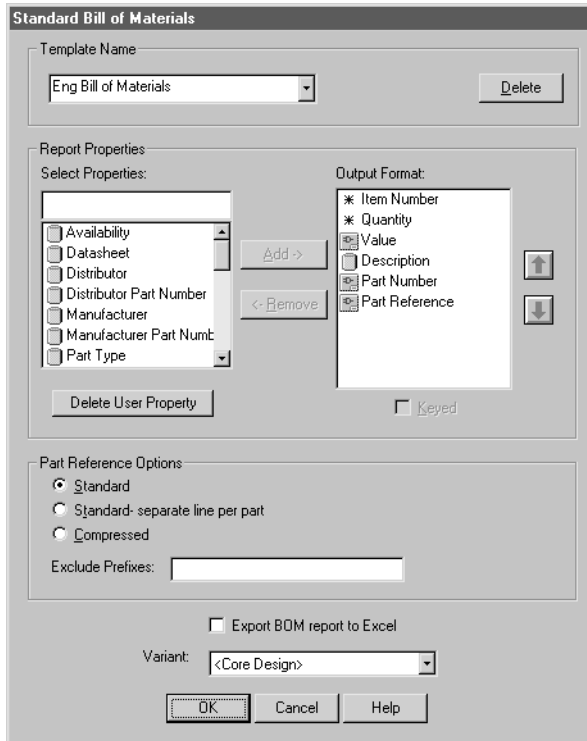 Standard Bill of Materials
Template Name
Eng Bill of Materials
Delete
Report Properties
Select Properties:
Output Format:
Availability
Datasheet
Distributor
Distributor Part Number
Manufacturer
Manufacturer Part Numb
Part Type
Add ->
<- Remove
* Item Number
* Quantity
Value
Description
Part Number
Part Reference
Delete User Property
Keyed
Part Reference Options
Standard
Standard- separate line per part
Compressed
Exclude Prefixes:
Export BOM report to Excel
Variant:
<Core Design>
OK
Cancel
Help